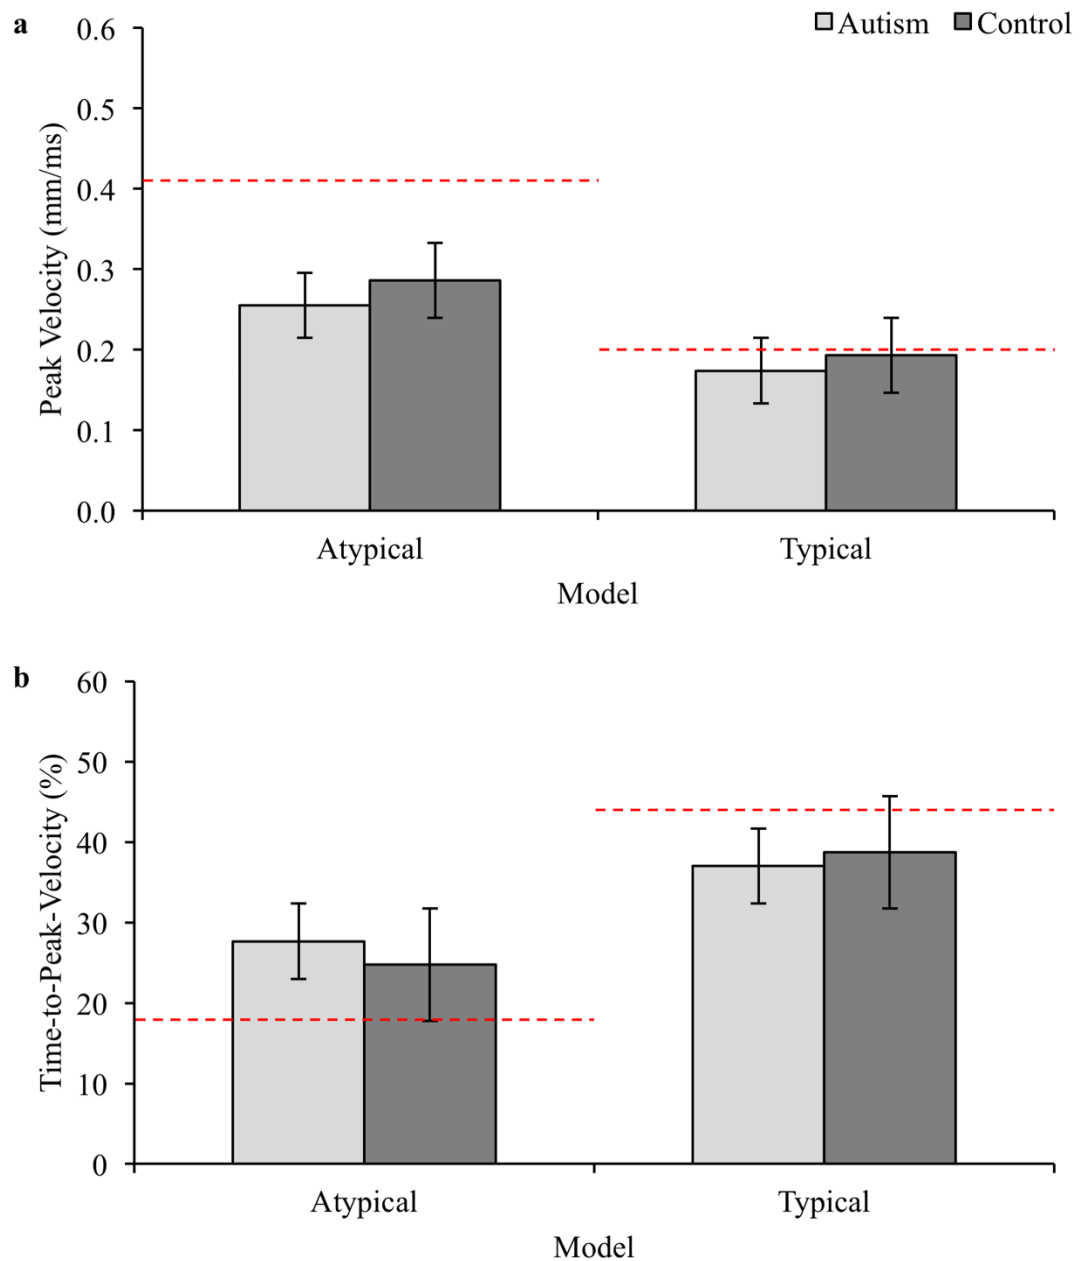 a
Autism Control
Peak Velocity (mm/ms)
0.6
0.5
0.4
0.3
0.2
0.1
0.0
Atypical Typical
Model
b
Time-to-Peak-Velocity (%)
60
50
40
30
20
10
0
Atypical Typical
Model